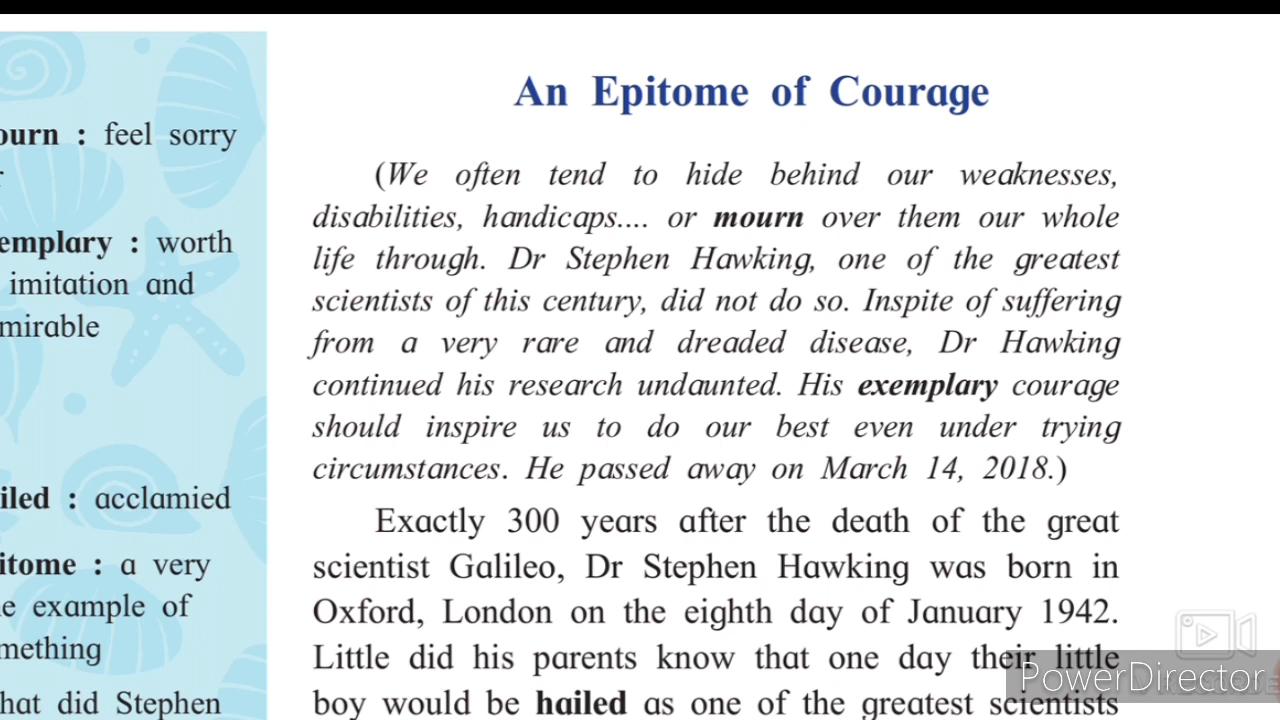 An Epitome of Courage
ourn : feel sorry
r
emplary : worth
imitation and
mirable
iled : acclamied
itome : a very
e example of
mething
hat did Stephen
(We often tend to hide behind our weaknesses,
disabilities, handicaps.... or mourn over them our whole
life through. Dr Stephen Hawking, one of the greatest
scientists of this century, did not do so. Inspite of suffering
from a very rare and dreaded disease, Dr Hawking
continued his research undaunted. His exemplary courage
should inspire us to do our best even under trying
circumstances. He passed away on March 14, 2018.)
Exactly 300 years after the death of the great
scientist Galileo, Dr Stephen Hawking was born in
Oxford, London on the eighth day of January 1942.
Little did his parents know that one day their little
boy would be hailed as one of the greatest scientists
PowerDirector